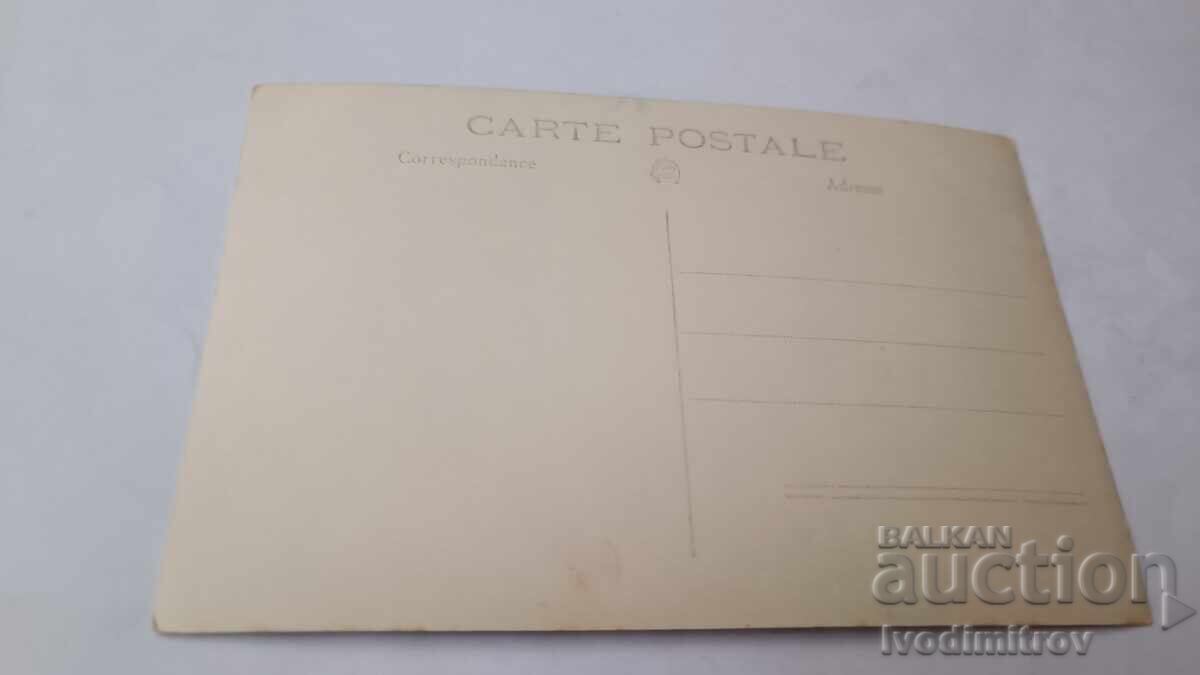 CARTE POSTALE
Correspondance
Adresse
BALKAN
auction
Ivodimitrov